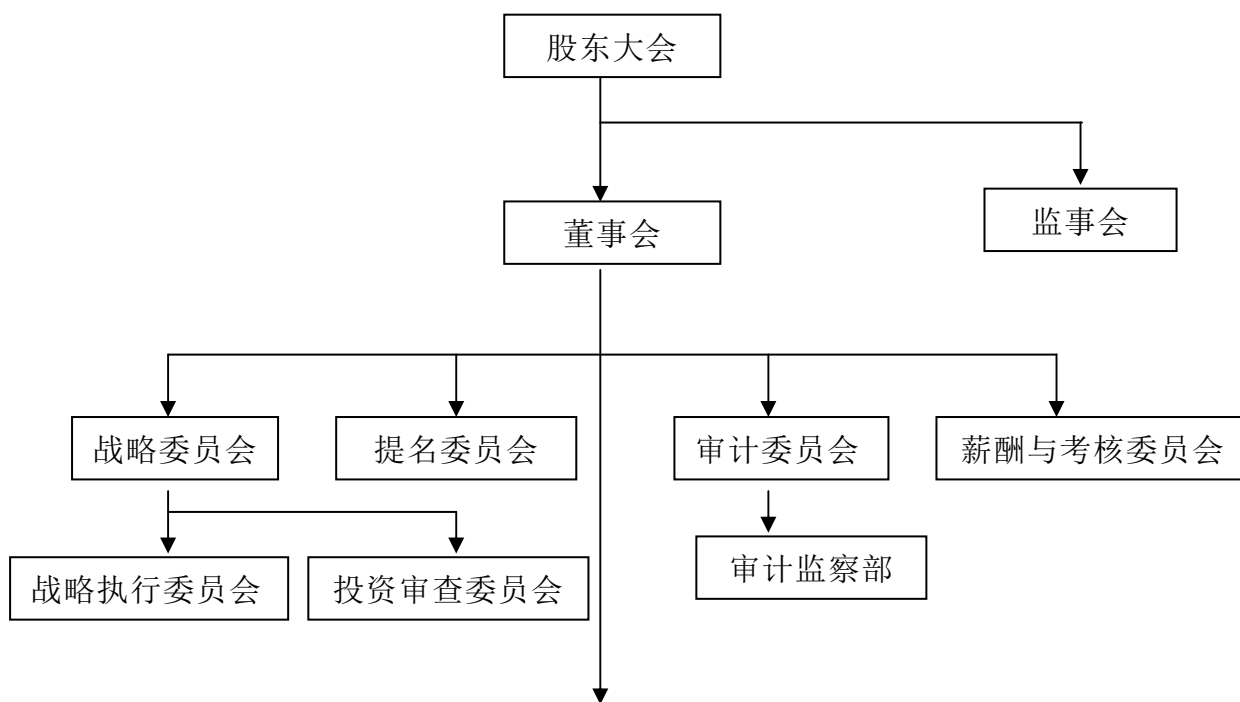 股东大会
监事会
董事会
战略委员会
提名委员会
审计委员会
薪酬与考核委员会
战略执行委员会
投资审查委员会
审计监察部